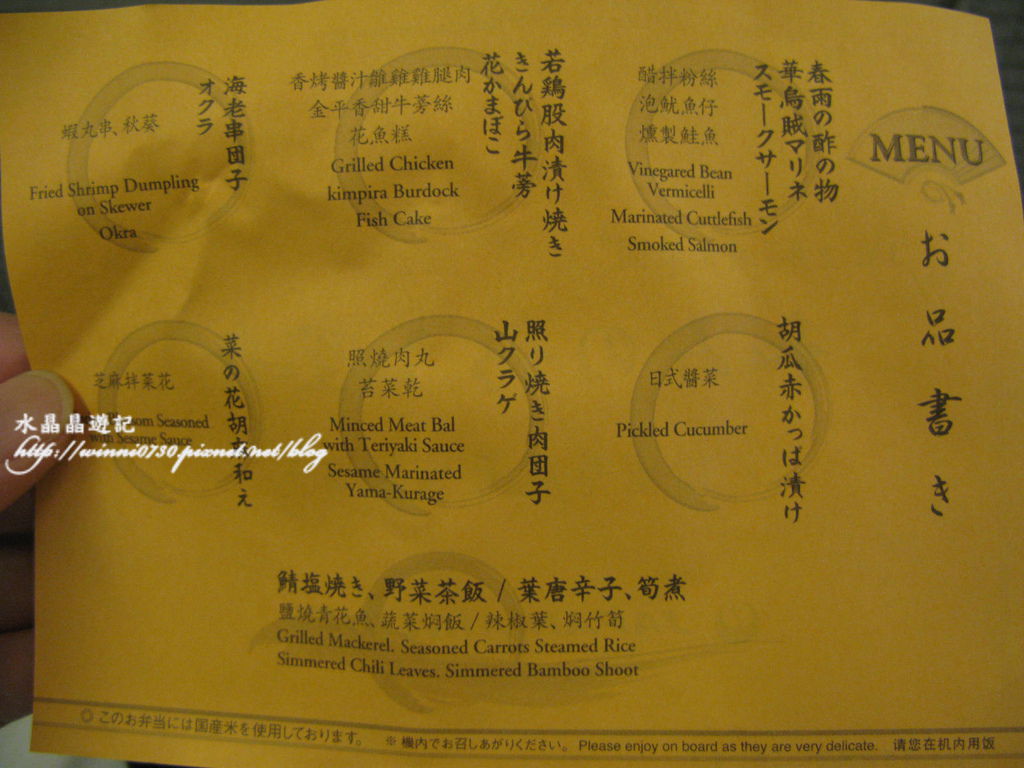 MENU
お品書き
春雨の酢の物
華烏賊マリネ
スモークサーモン
醋拌粉絲
泡魷魚仔
燻製鮭魚
Vinegared Bean
Vermicelli
Marinated Cuttlefish
Smoked Salmon
若鶏股肉漬け焼き
きんぴら牛蒡
花かまぼこ
香烤醬汁雛雞雞腿肉
金平香甜牛蒡絲
花魚糕
Grilled Chicken
kimpira Burdock
Fish Cake
海老串団子
オクラ
蝦丸串、秋葵
Fried Shrimp Dumpling
on Skewer
Okra
胡瓜赤かっぱ漬け
日式醬菜
Pickled Cucumber
照り焼き肉団子
山クラゲ
照燒肉丸
苔菜乾
Minced Meat Bal
with Teriyaki Sauce
Sesame Marinated
Yama-Kurage
菜の花胡 和え
芝麻拌菜花
Seasoned
with Sesame Sauce
水晶晶遊記
http://winni0730.pixnet.net/blog
鯖塩焼き、野菜茶飯 / 葉唐辛子、筍煮
鹽燒青花魚、蔬菜焖飯 / 辣椒葉、焖竹筍
Grilled Mackerel. Seasoned Carrots Steamed Rice
Simmered Chili Leaves. Simmered Bamboo Shoot
◎ このお弁当には国産米を使用しております。 ※ 機内でお召しあがりください。 Please enjoy on board as they are very delicate. 请您在机内用饭